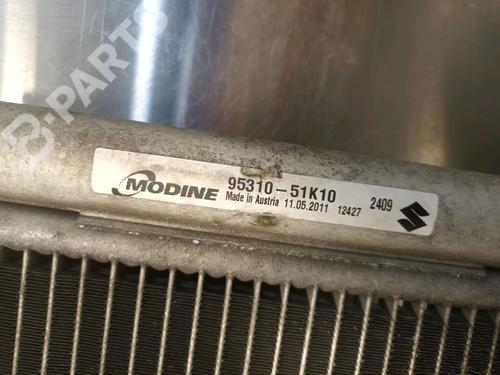 B-PARTS
MODINE 95310-51K10 2409
Made in Austria 11.05.2011 12427